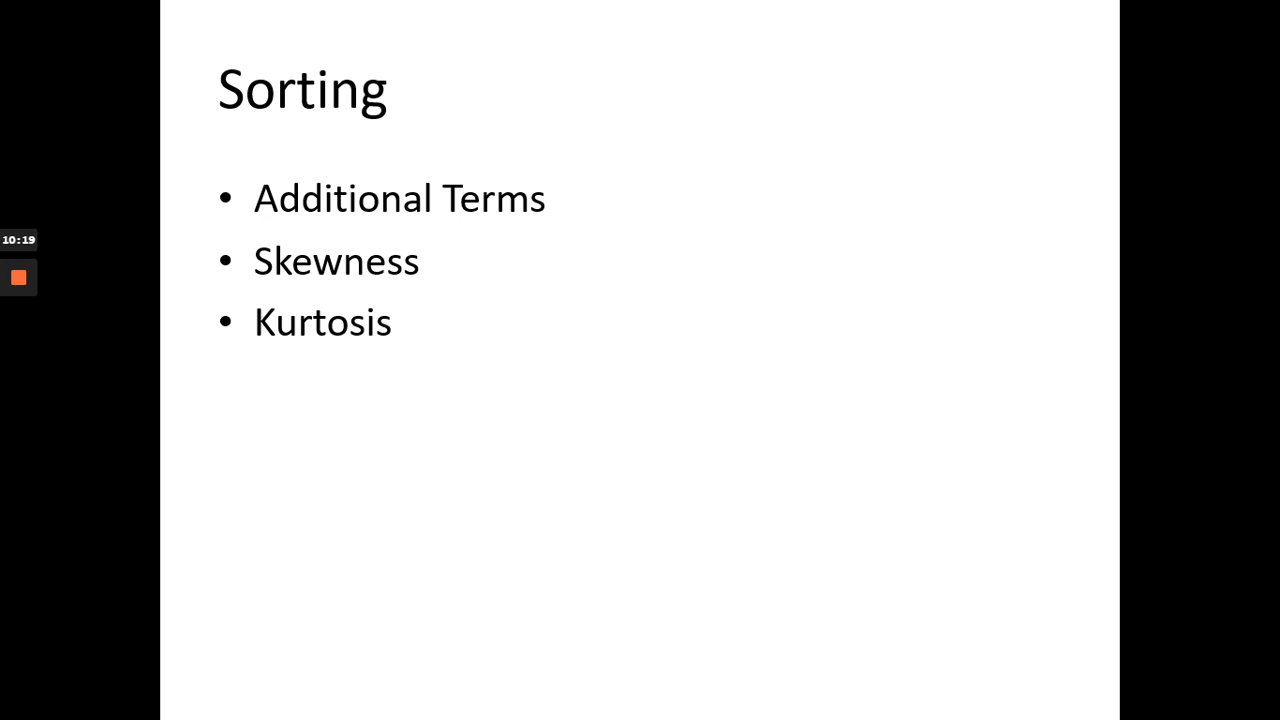 Sorting
• Additional Terms
• Skewness
• Kurtosis
10:19